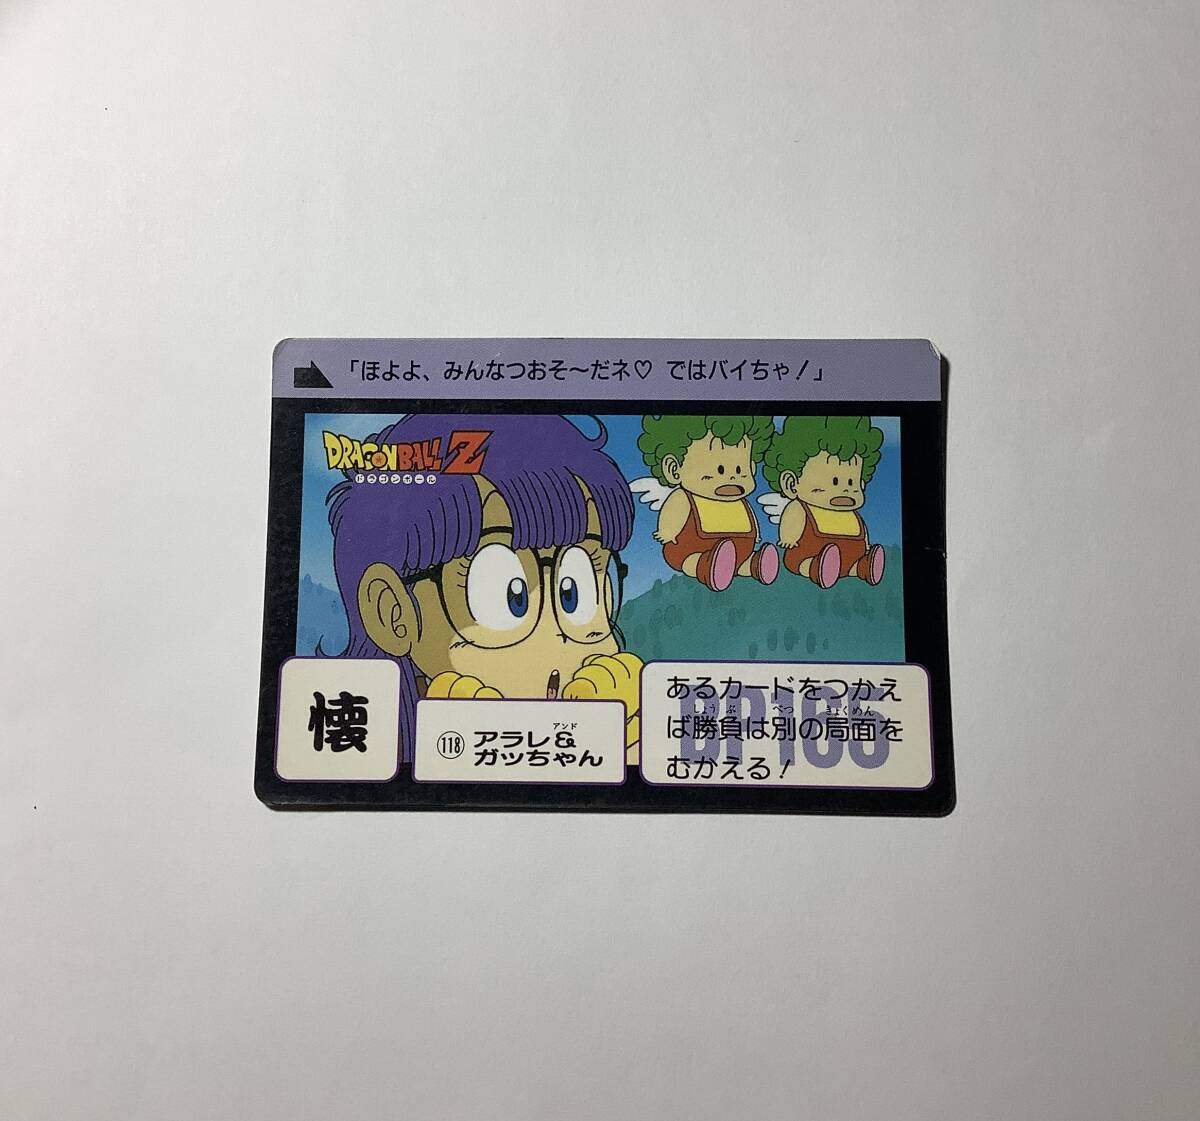 「ほよよ、みんなつおそ〜だネ♡ ではバイちゃ！」
DRAGONBALL Z
ドラゴンボール
懐
118 アラレ&
アンド
ガッちゃん
あるカードをつかえ
しょうぶ べつ きょくめん
ば勝負は別の局面を
むかえる！